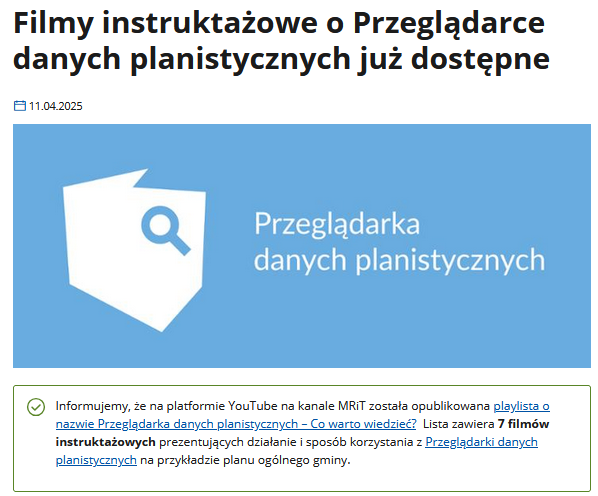 Filmy instruktażowe o Przeglądarce
danych planistycznych już dostępne
11.04.2025
Przeglądarka
danych planistycznych
Informujemy, że na platformie YouTube na kanale MRiT została opublikowana playlista o
nazwie Przeglądarka danych planistycznych – Co warto wiedzieć?  Lista zawiera 7 filmów
instruktażowych prezentujących działanie i sposób korzystania z Przeglądarki danych
planistycznych na przykładzie planu ogólnego gminy.